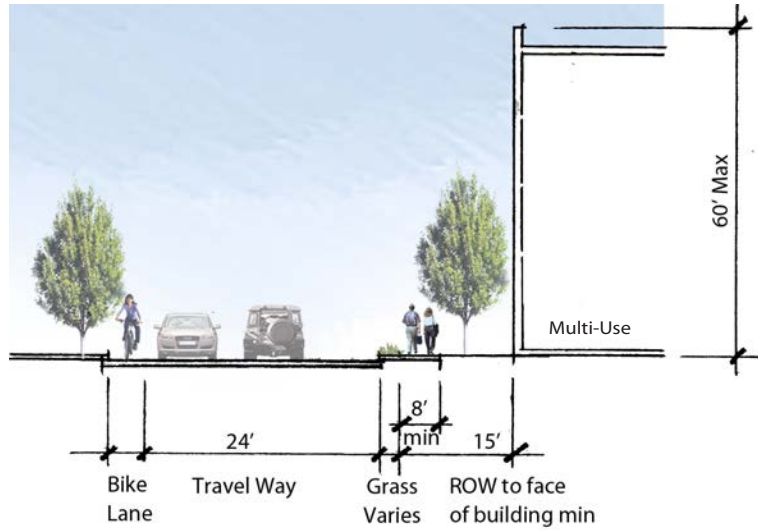 60’ Max
Multi-Use
8’
min
24’
15’
Bike
Lane
Travel Way
Grass
Varies
ROW to face
of building min